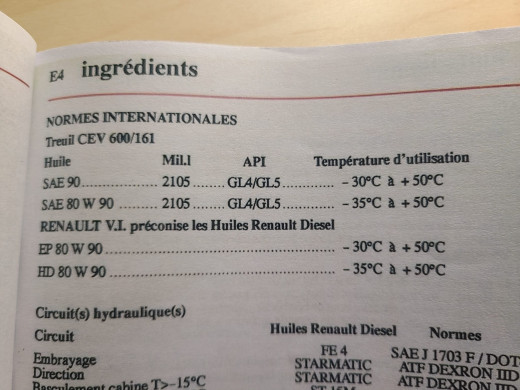 E4 ingrédients
NORMES INTERNATIONALES
Treuil CEV 600/161
Huile Mil.l API Température d'utilisation
SAE 90 2105 GL4/GL5 – 30°C à + 50°C
SAE 80 W 90 2105 GL4/GL5 – 35°C à + 50°C
RENAULT V.I. préconise les Huiles Renault Diesel
EP 80 W 90 – 30°C à + 50°C
HD 80 W 90 – 35°C à + 50°C
Circuit(s) hydraulique(s)
Circuit Huiles Renault Diesel Normes
Embrayage FE 4 SAE J 1703 F / DOT
Direction STARMATIC ATF DEXRON IID
Basculement cabine T>–15°C STARMATIC ATF DEXRON IID